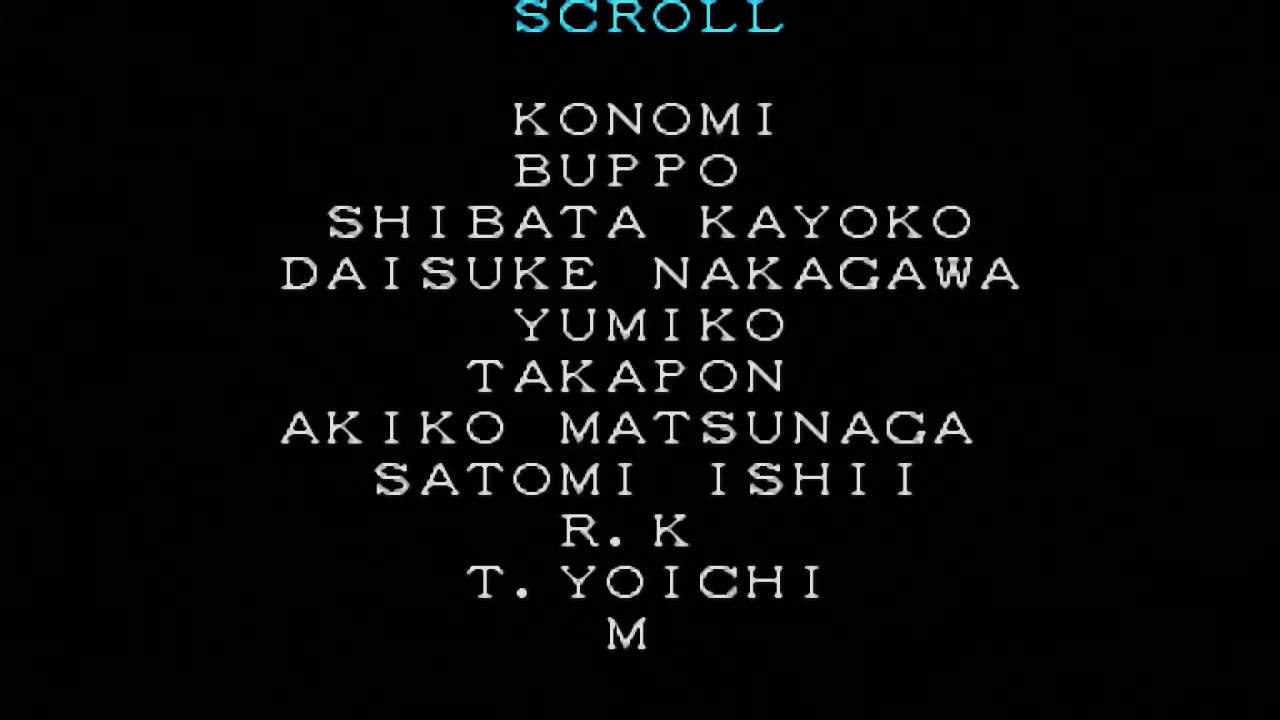 SCROLL
KONOMI
BUPPO
SHIBATA KAYOKO
DAISUKE NAKAGAWA
YUMIKO
TAKAPON
AKIKO MATSUNAGA
SATOMI ISHII
R.K
T.YOICHI
M